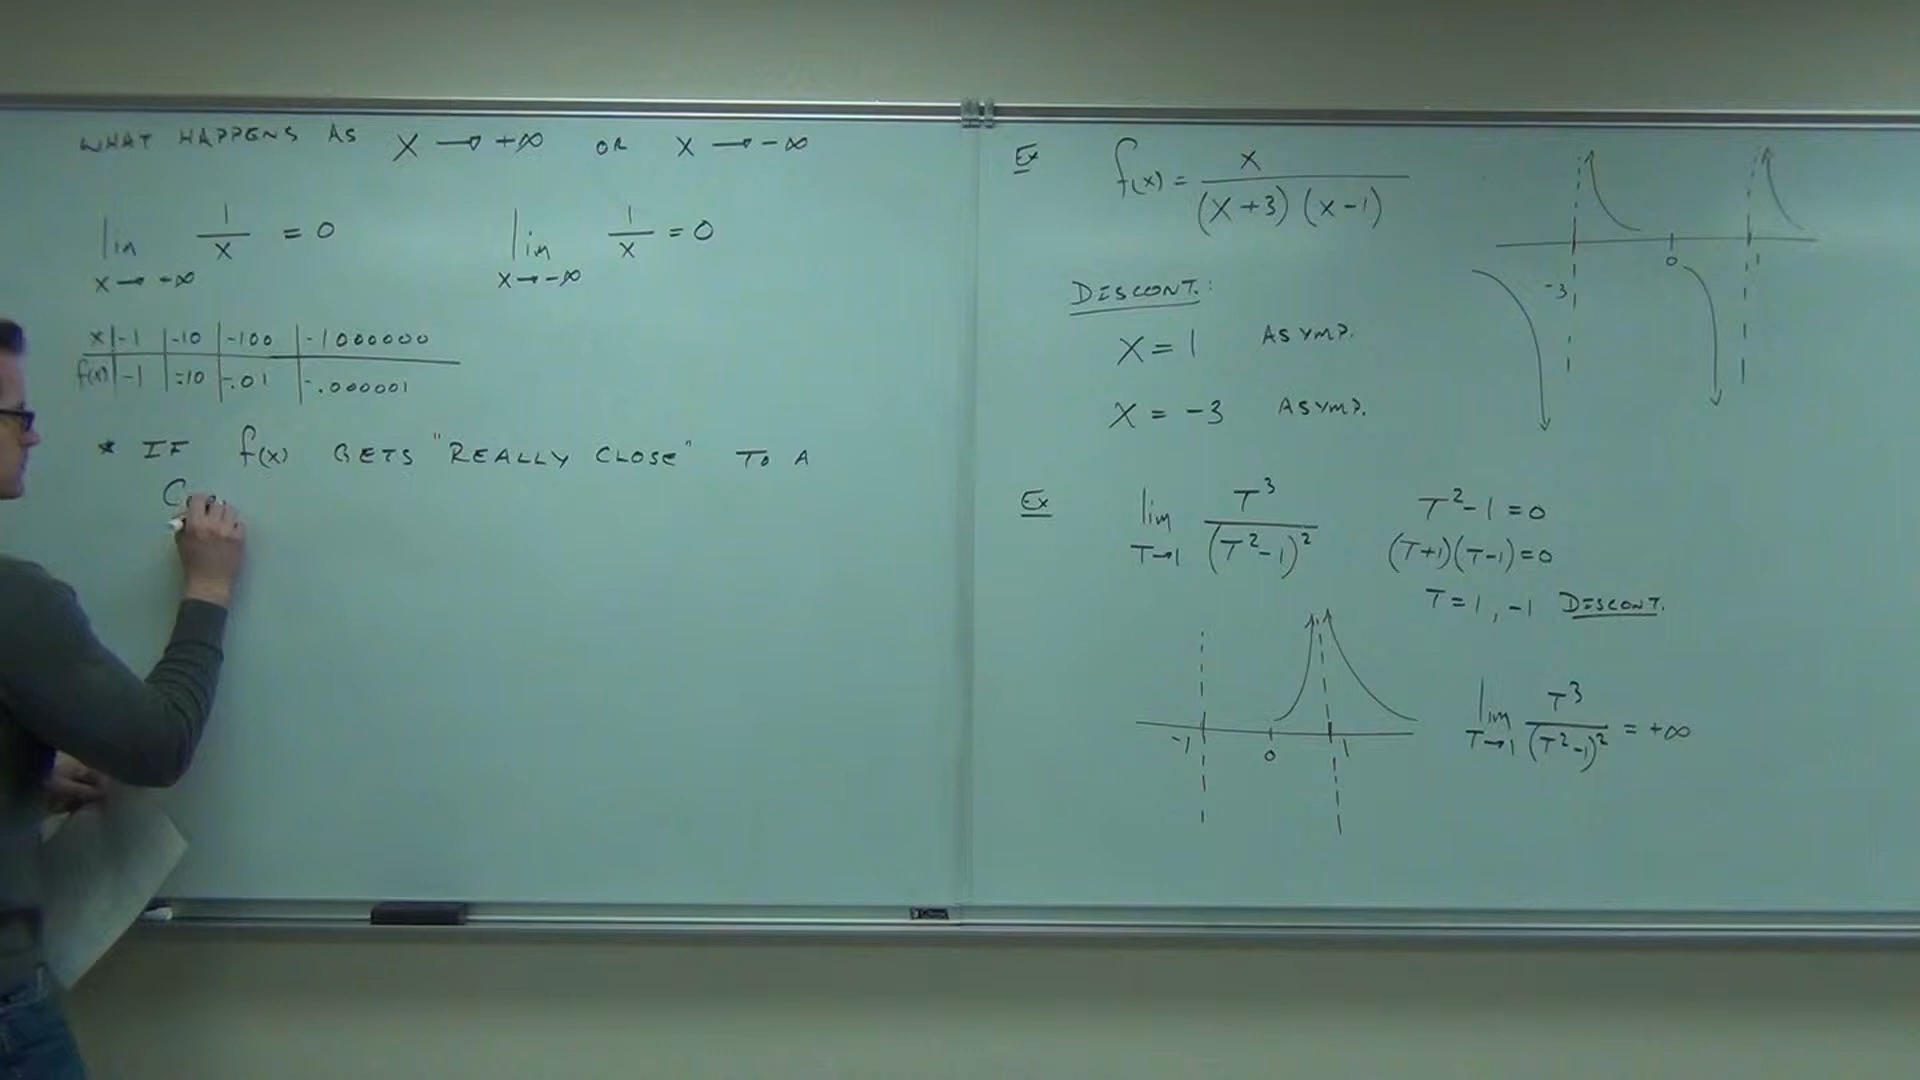 WHAT HAPPENS AS X → +∞ OR X → -∞
lim x→+∞ 1/x = 0
lim x→-∞ 1/x = 0
x | -1 | -10 | -100 | -1000000
f(x) | -1 | -.10 | -.01 | -.000001
* IF f(x) GETS "REALLY CLOSE" TO A
Ex f(x) = x/((x+3)(x-1))
-3 0 1
DISCONT.:
X = 1 ASYMP.
X = -3 ASYMP.
Ex lim T→1 T³/(T²-1)²
T²-1=0
(T+1)(T-1)=0
T=1, -1 DISCONT.
-1 0 1
lim T→1 T³/(T²-1)² = +∞